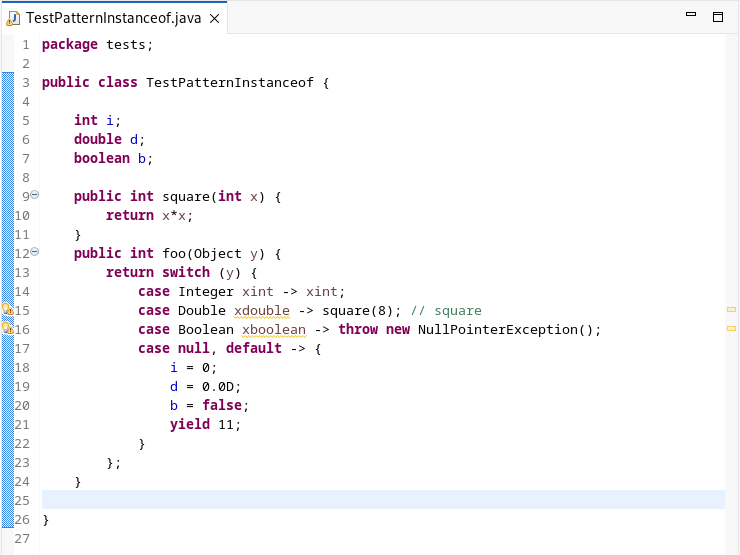 TestPatternInstanceof.java
1 package tests;
2
3 public class TestPatternInstanceof {
4
5     int i;
6     double d;
7     boolean b;
8
9     public int square(int x) {
10         return x*x;
11     }
12     public int foo(Object y) {
13         return switch (y) {
14             case Integer xint -> xint;
15             case Double xdouble -> square(8); // square
16             case Boolean xboolean -> throw new NullPointerException();
17             case null, default -> {
18                 i = 0;
19                 d = 0.0D;
20                 b = false;
21                 yield 11;
22             }
23         };
24     }
25
26 }
27